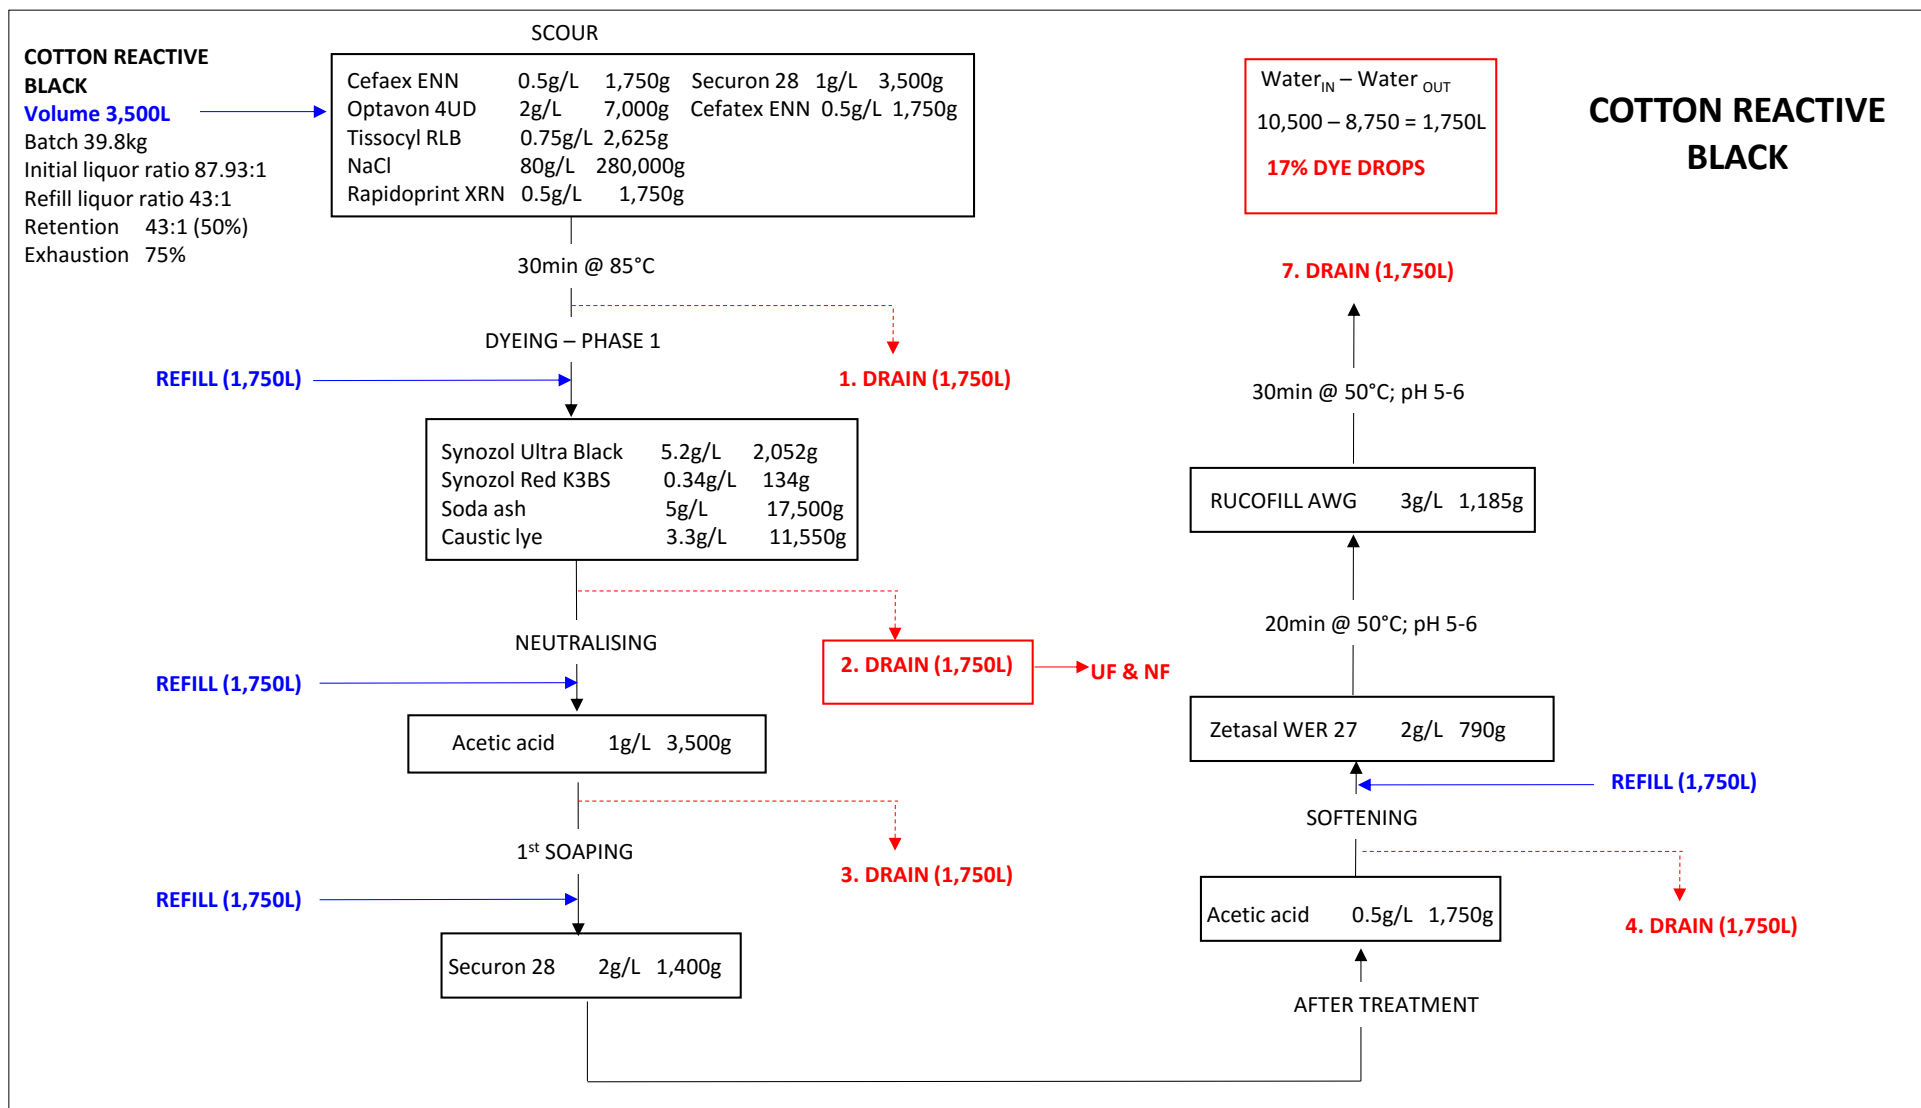 COTTON REACTIVE
BLACK
Volume 3,500L
Batch 39.8kg
Initial liquor ratio 87.93:1
Refill liquor ratio 43:1
Retention 43:1 (50%)
Exhaustion 75%
SCOUR
Cefaex ENN 0.5g/L 1,750g Securon 28 1g/L 3,500g
Optavon 4UD 2g/L 7,000g Cefatex ENN 0.5g/L 1,750g
Tissocyl RLB 0.75g/L 2,625g
NaCl 80g/L 280,000g
Rapidoprint XRN 0.5g/L 1,750g
30min @ 85°C
DYEING – PHASE 1
REFILL (1,750L)
1. DRAIN (1,750L)
Synozol Ultra Black 5.2g/L 2,052g
Synozol Red K3BS 0.34g/L 134g
Soda ash 5g/L 17,500g
Caustic lye 3.3g/L 11,550g
NEUTRALISING
2. DRAIN (1,750L)
UF & NF
REFILL (1,750L)
Acetic acid 1g/L 3,500g
1st SOAPING
3. DRAIN (1,750L)
REFILL (1,750L)
Securon 28 2g/L 1,400g
AFTER TREATMENT
Acetic acid 0.5g/L 1,750g
4. DRAIN (1,750L)
SOFTENING
REFILL (1,750L)
Zetasal WER 27 2g/L 790g
20min @ 50°C; pH 5-6
RUCOFILL AWG 3g/L 1,185g
30min @ 50°C; pH 5-6
7. DRAIN (1,750L)
WaterIN – Water OUT
10,500 – 8,750 = 1,750L
17% DYE DROPS
COTTON REACTIVE
BLACK